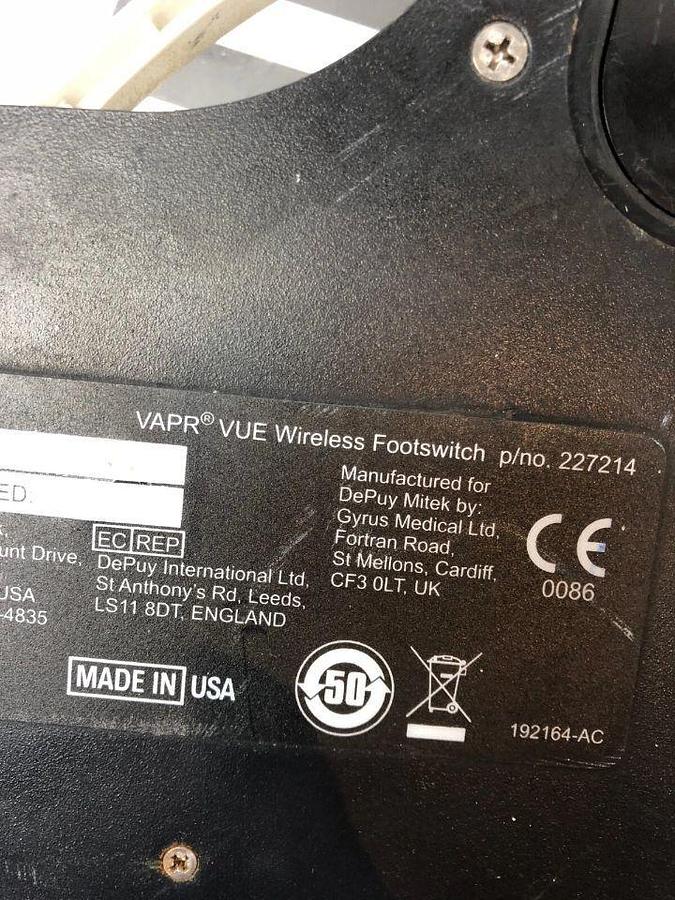 VAPR® VUE Wireless Footswitch p/no. 227214
ED.
unt Drive,
USA
-4835
EC REP
DePuy International Ltd,
St Anthony's Rd, Leeds,
LS11 8DT, ENGLAND
Manufactured for
DePuy Mitek by:
Gyrus Medical Ltd,
Fortran Road,
St Mellons, Cardiff,
CF3 0LT, UK
CE
0086
MADE IN USA
50
192164-AC